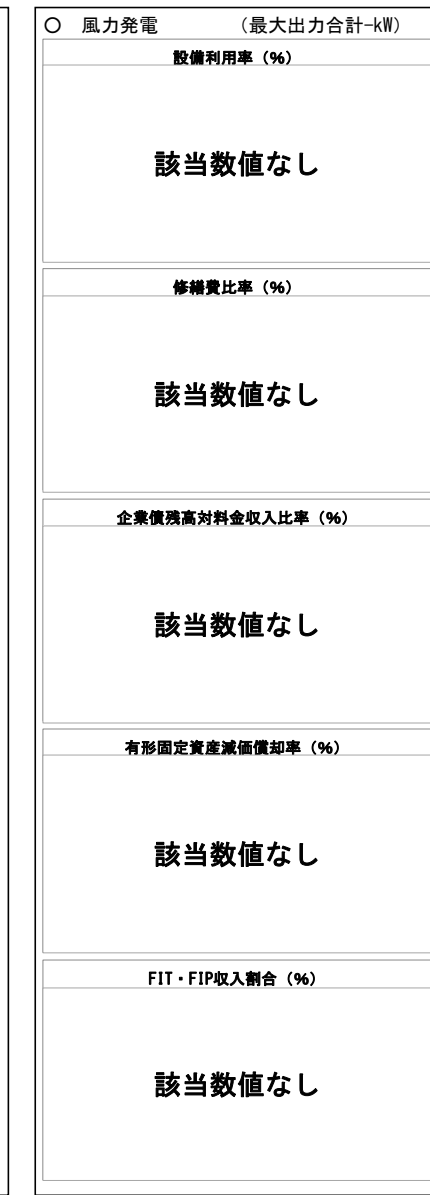 ○ 風力発電 (最大出力合計-kW)
設備利用率（%）
該当数値なし
修繕費比率（%）
該当数値なし
企業債残高対料金収入比率（%）
該当数値なし
有形固定資産減価償却率（%）
該当数値なし
FIT・FIP収入割合（%）
該当数値なし